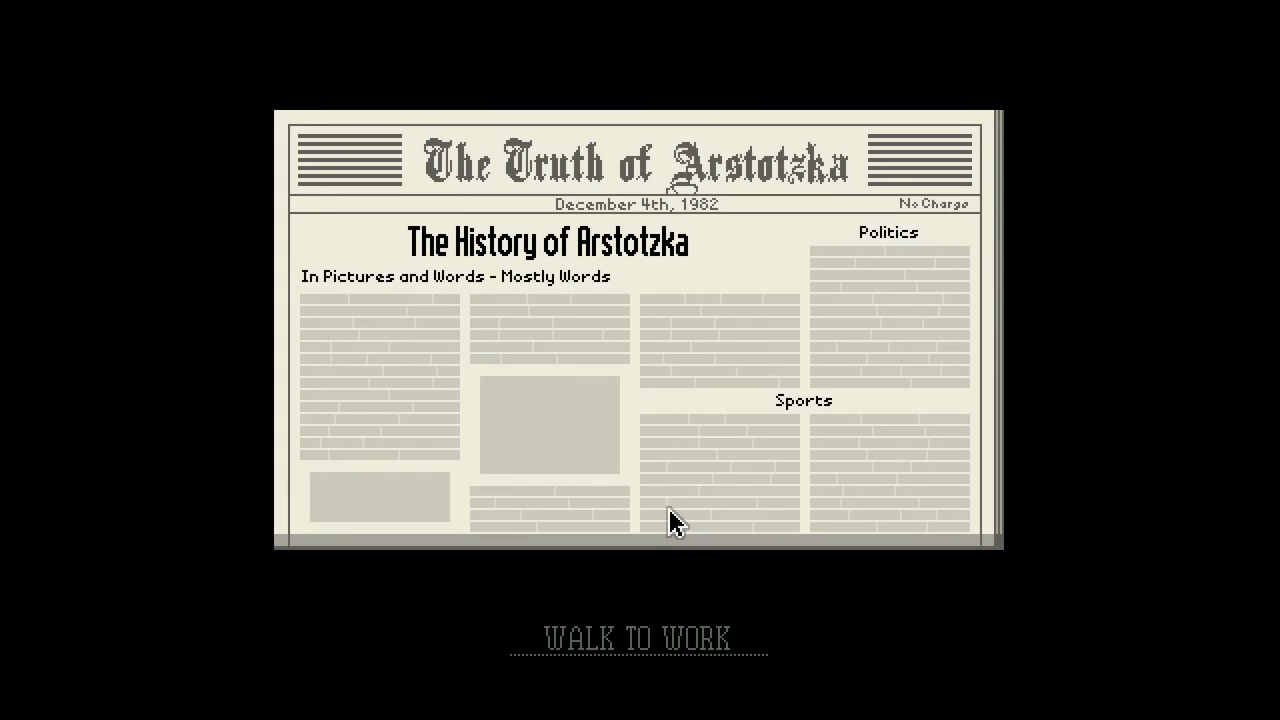 The Truth of Arstotzka
December 4th, 1982
No Charge
The History of Arstotzka
In Pictures and Words - Mostly Words
Politics
Sports
WALK TO WORK